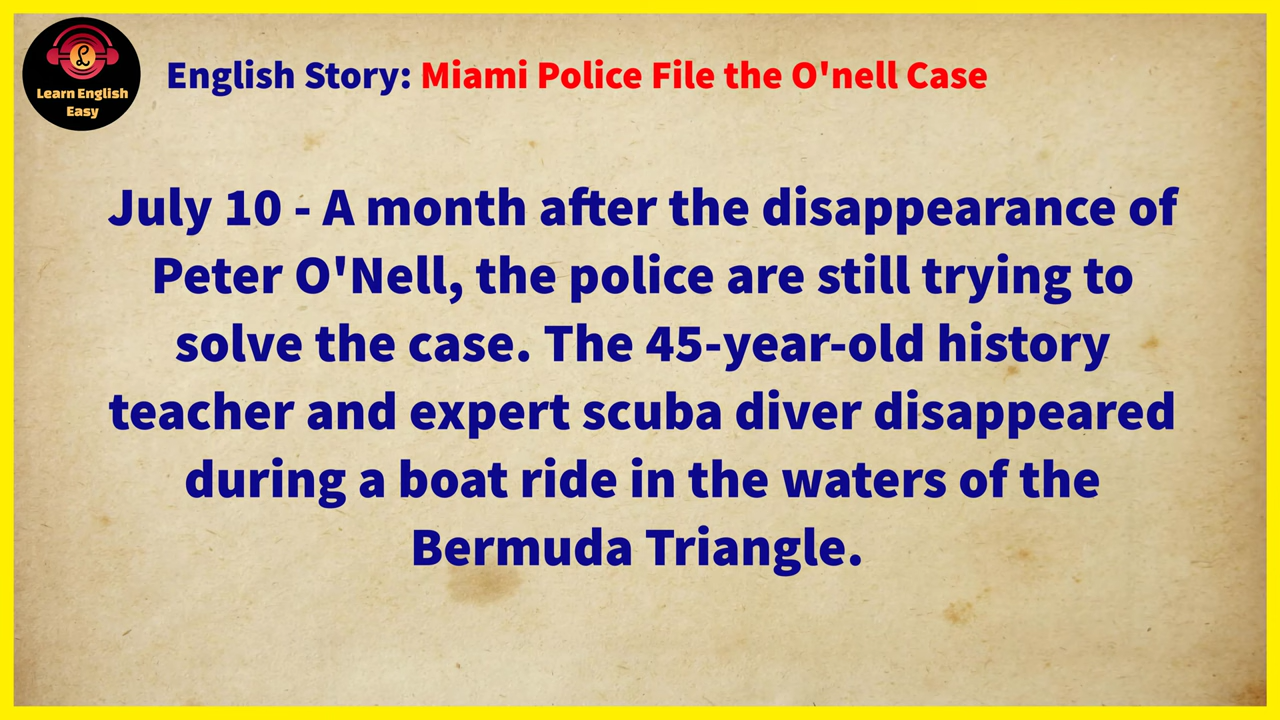 Learn English
Easy
English Story: Miami Police File the O'nell Case
July 10 - A month after the disappearance of
Peter O'Nell, the police are still trying to
solve the case. The 45-year-old history
teacher and expert scuba diver disappeared
during a boat ride in the waters of the
Bermuda Triangle.